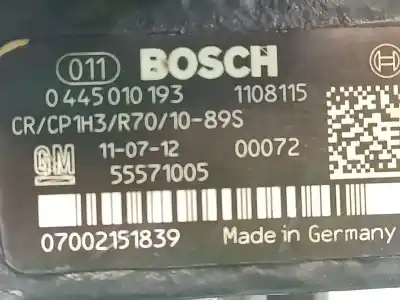 011 BOSCH
0 445 010 193 1108115
CR/CP1H3/R70/10-89S
GM 11-07-12 00072
55571005
07002151839 Made in Germany